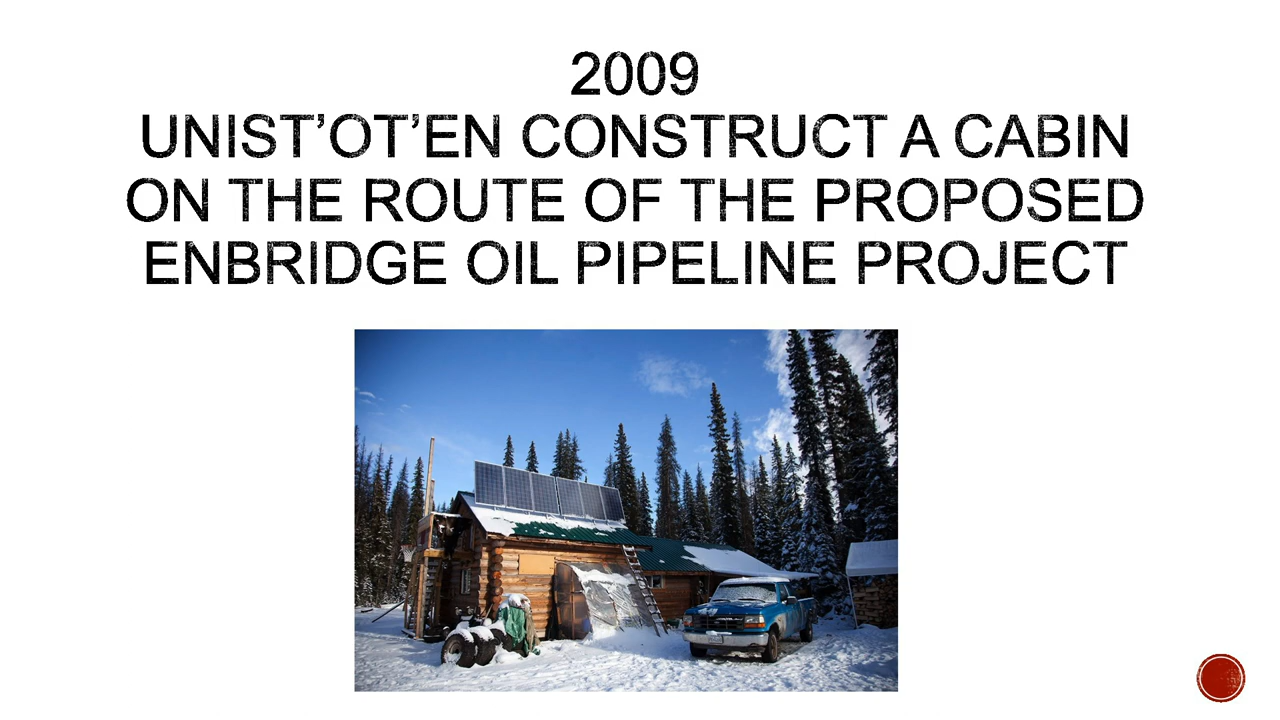 2009
UNIST’OT’EN CONSTRUCT A CABIN
ON THE ROUTE OF THE PROPOSED
ENBRIDGE OIL PIPELINE PROJECT